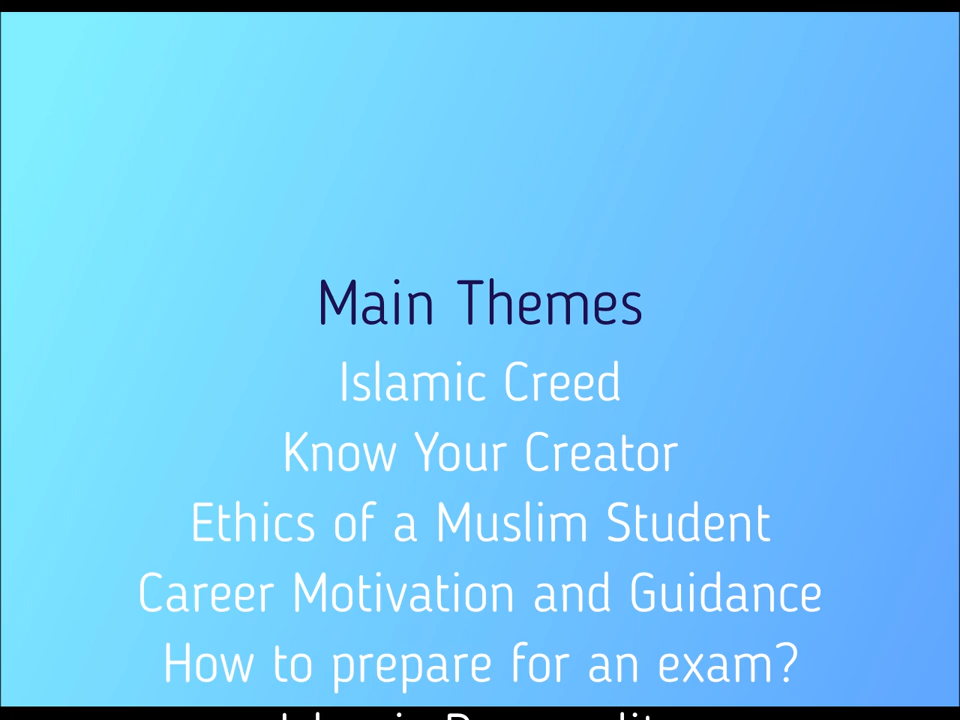 Main Themes
Islamic Creed
Know Your Creator
Ethics of a Muslim Student
Career Motivation and Guidance
How to prepare for an exam?